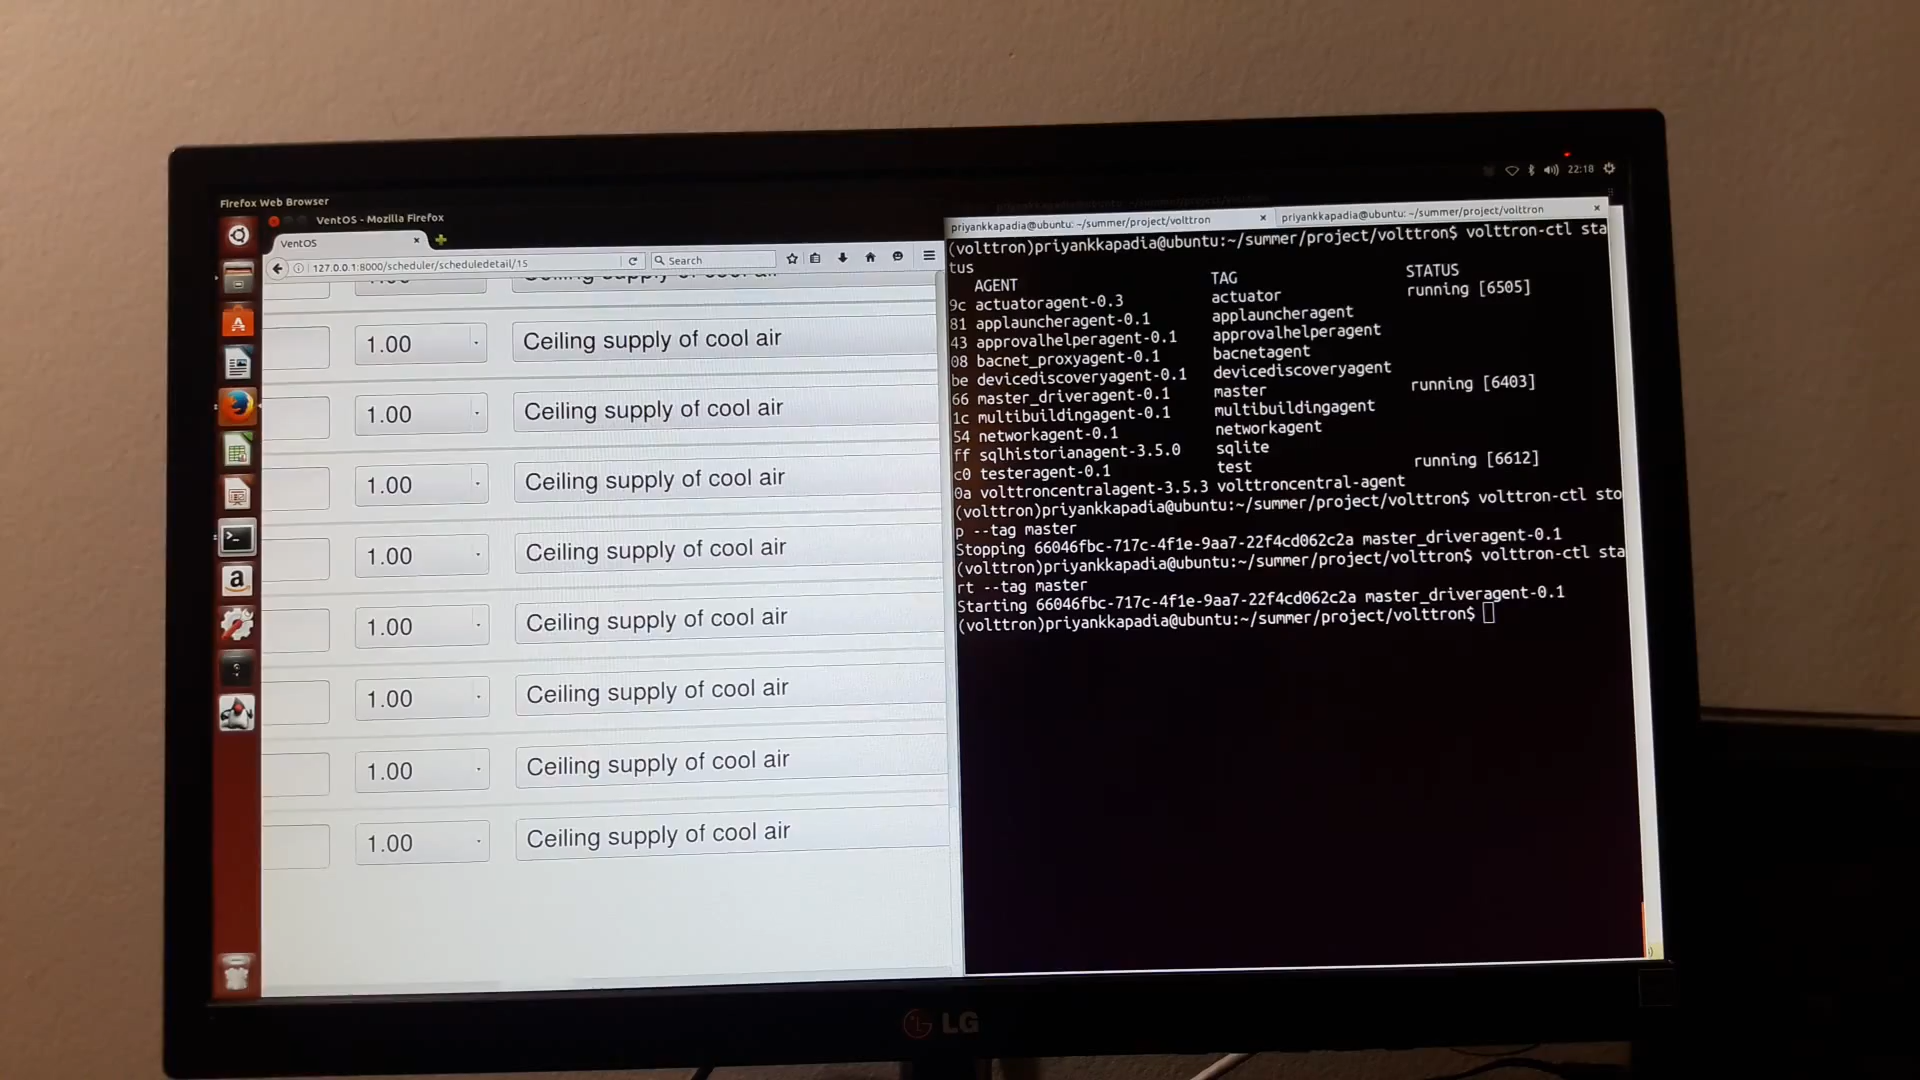 22:18
Firefox Web Browser
VentOS - Mozilla Firefox
VentOS
127.0.0.1:8000/scheduler/scheduledetail/15
Search
1.00 Ceiling supply of cool air
1.00 Ceiling supply of cool air
1.00 Ceiling supply of cool air
1.00 Ceiling supply of cool air
1.00 Ceiling supply of cool air
1.00 Ceiling supply of cool air
1.00 Ceiling supply of cool air
1.00 Ceiling supply of cool air
priyankkapadia@ubuntu: ~/summer/project/volttron
priyankkapadia@ubuntu: ~/summer/project/volttron
(volttron)priyankkapadia@ubuntu:~/summer/project/volttron$ volttron-ctl sta
tus
AGENT TAG STATUS
9c actuatoragent-0.3 actuator running [6505]
81 applauncheragent-0.1 applauncheragent
43 approvalhelperagent-0.1 approvalhelperagent
08 bacnet_proxyagent-0.1 bacnetagent
be devicediscoveryagent-0.1 devicediscoveryagent
66 master_driveragent-0.1 master running [6403]
1c multibuildingagent-0.1 multibuildingagent
54 networkagent-0.1 networkagent
ff sqlhistorianagent-3.5.0 sqlite
c0 testeragent-0.1 test running [6612]
0a volttroncentralagent-3.5.3 volttroncentral-agent
(volttron)priyankkapadia@ubuntu:~/summer/project/volttron$ volttron-ctl sto
p --tag master
Stopping 66046fbc-717c-4f1e-9aa7-22f4cd062c2a master_driveragent-0.1
(volttron)priyankkapadia@ubuntu:~/summer/project/volttron$ volttron-ctl sta
rt --tag master
Starting 66046fbc-717c-4f1e-9aa7-22f4cd062c2a master_driveragent-0.1
(volttron)priyankkapadia@ubuntu:~/summer/project/volttron$
LG